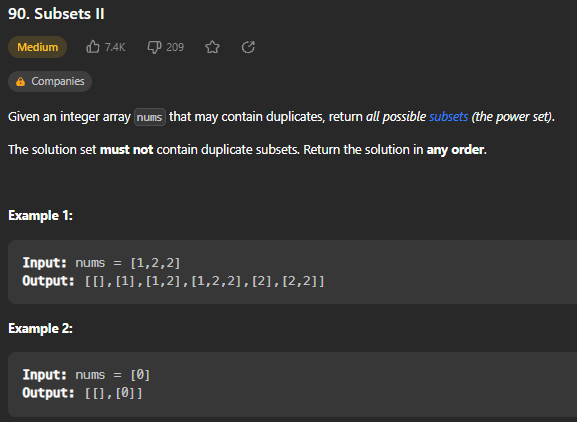 90. Subsets II
Medium 7.4K 209
Companies
Given an integer array nums that may contain duplicates, return all possible subsets (the power set).
The solution set must not contain duplicate subsets. Return the solution in any order.
Example 1:
Input: nums = [1,2,2]
Output: [[],[1],[1,2],[1,2,2],[2],[2,2]]
Example 2:
Input: nums = [0]
Output: [[],[0]]